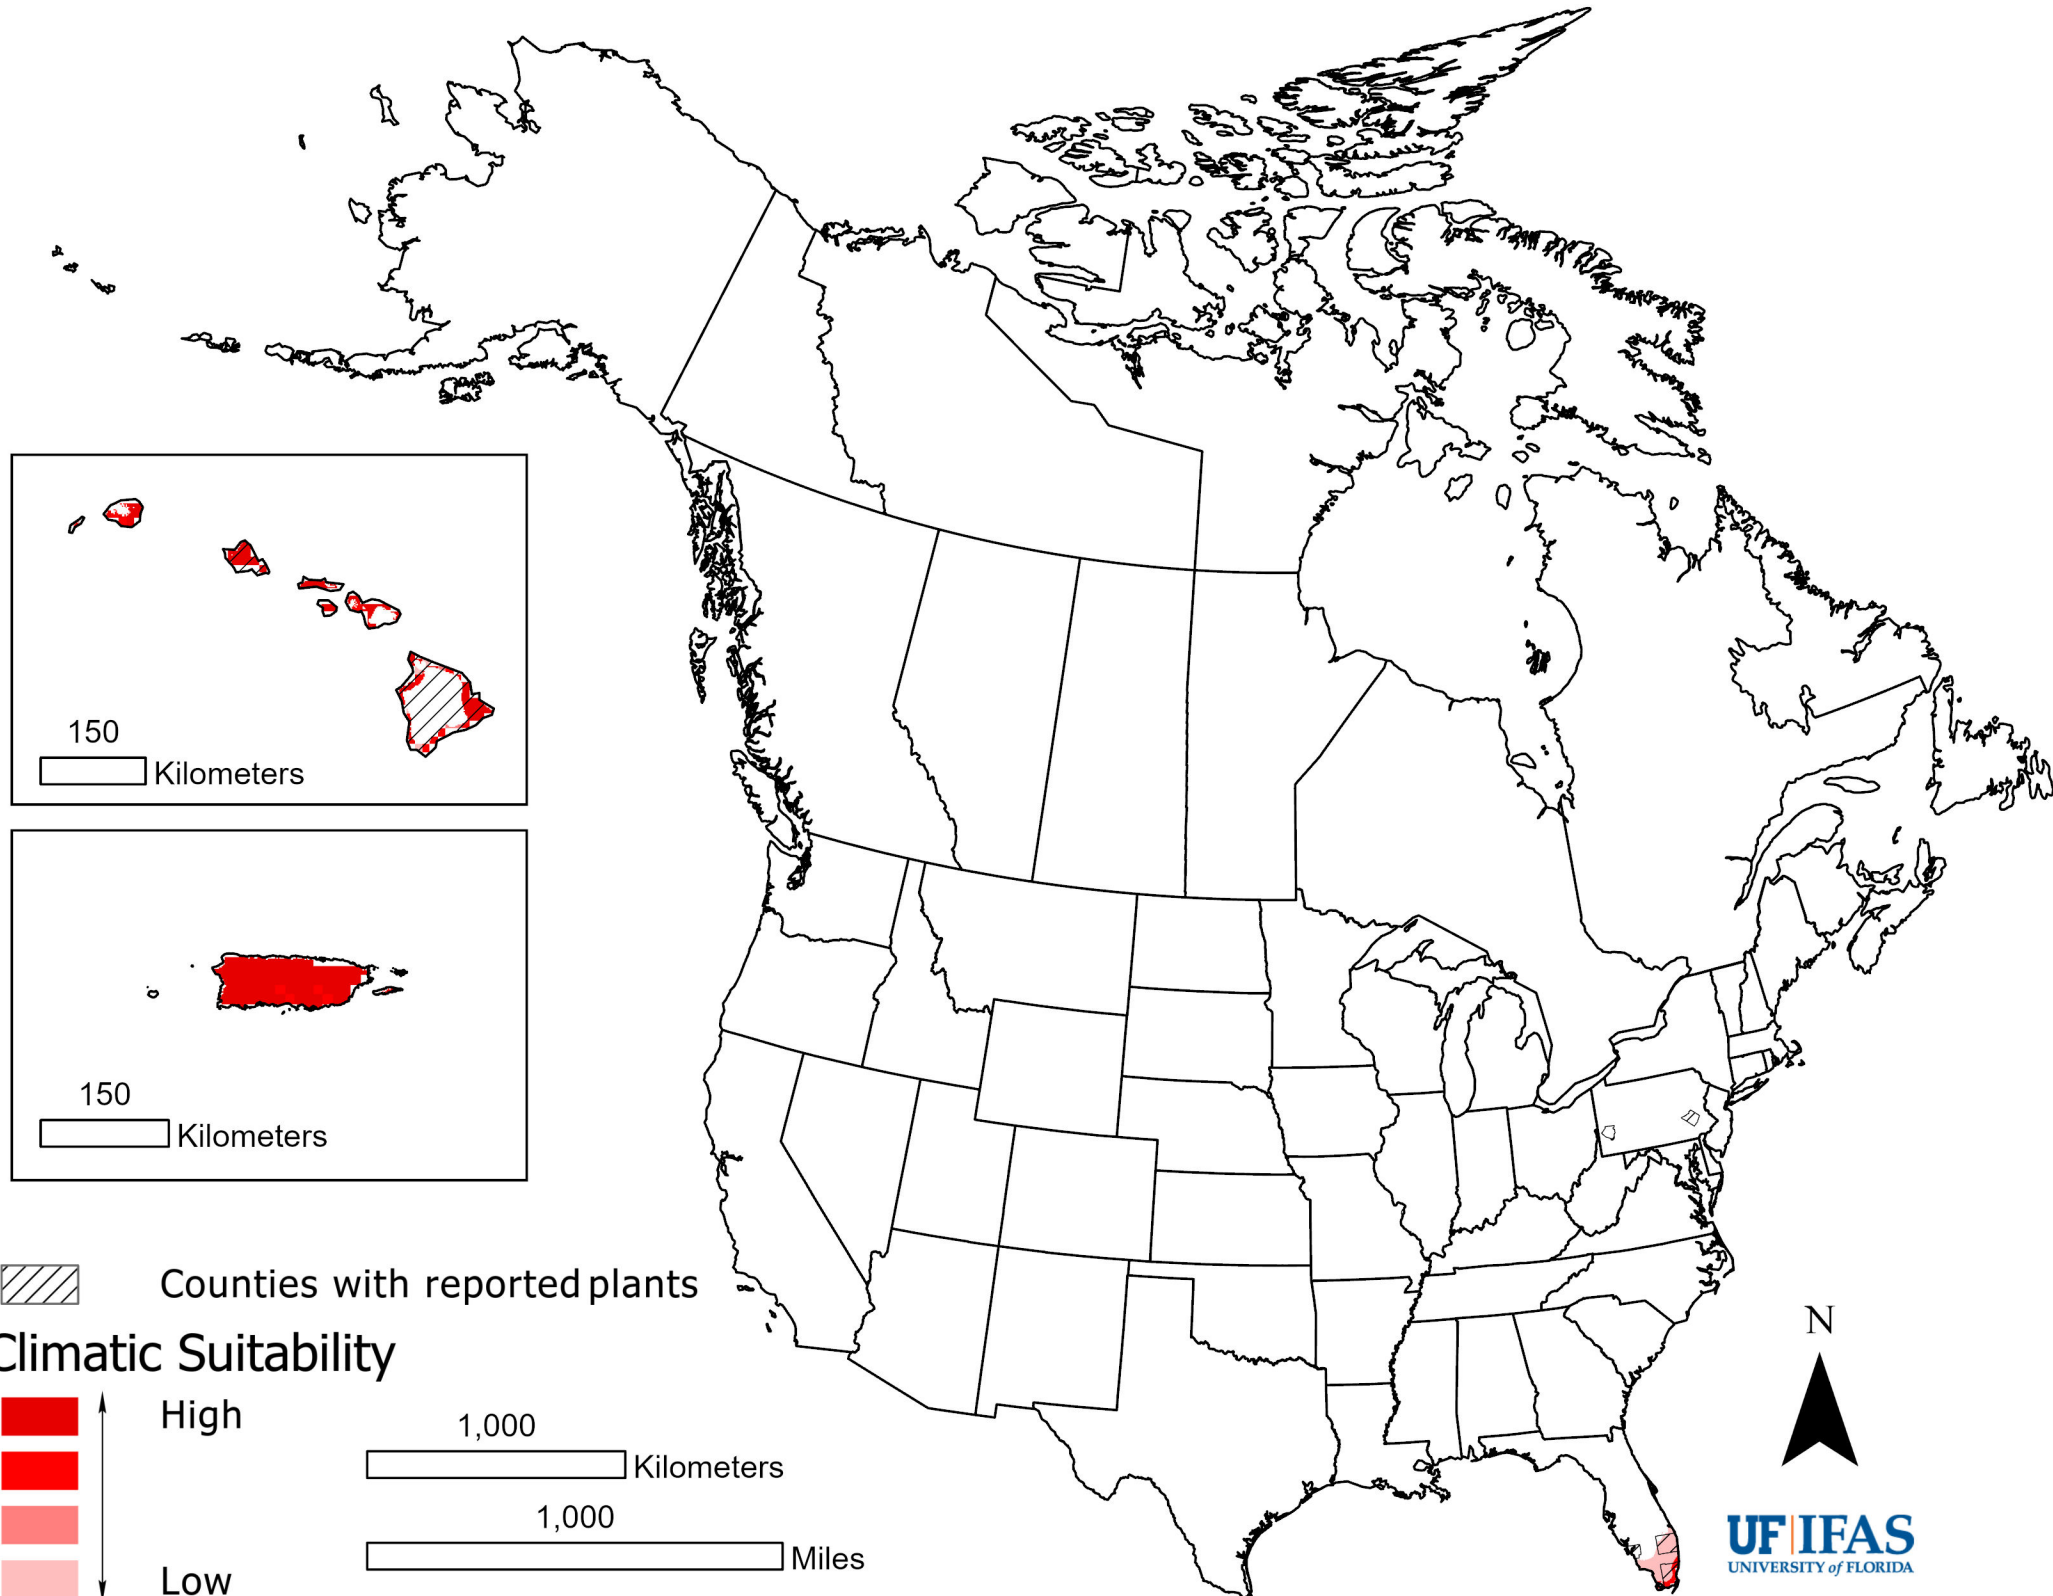 150
Kilometers
150
Kilometers
Counties with reported plants
Climatic Suitability
High
Low
1,000
Kilometers
1,000
Miles
N
UF|IFAS
UNIVERSITY of FLORIDA